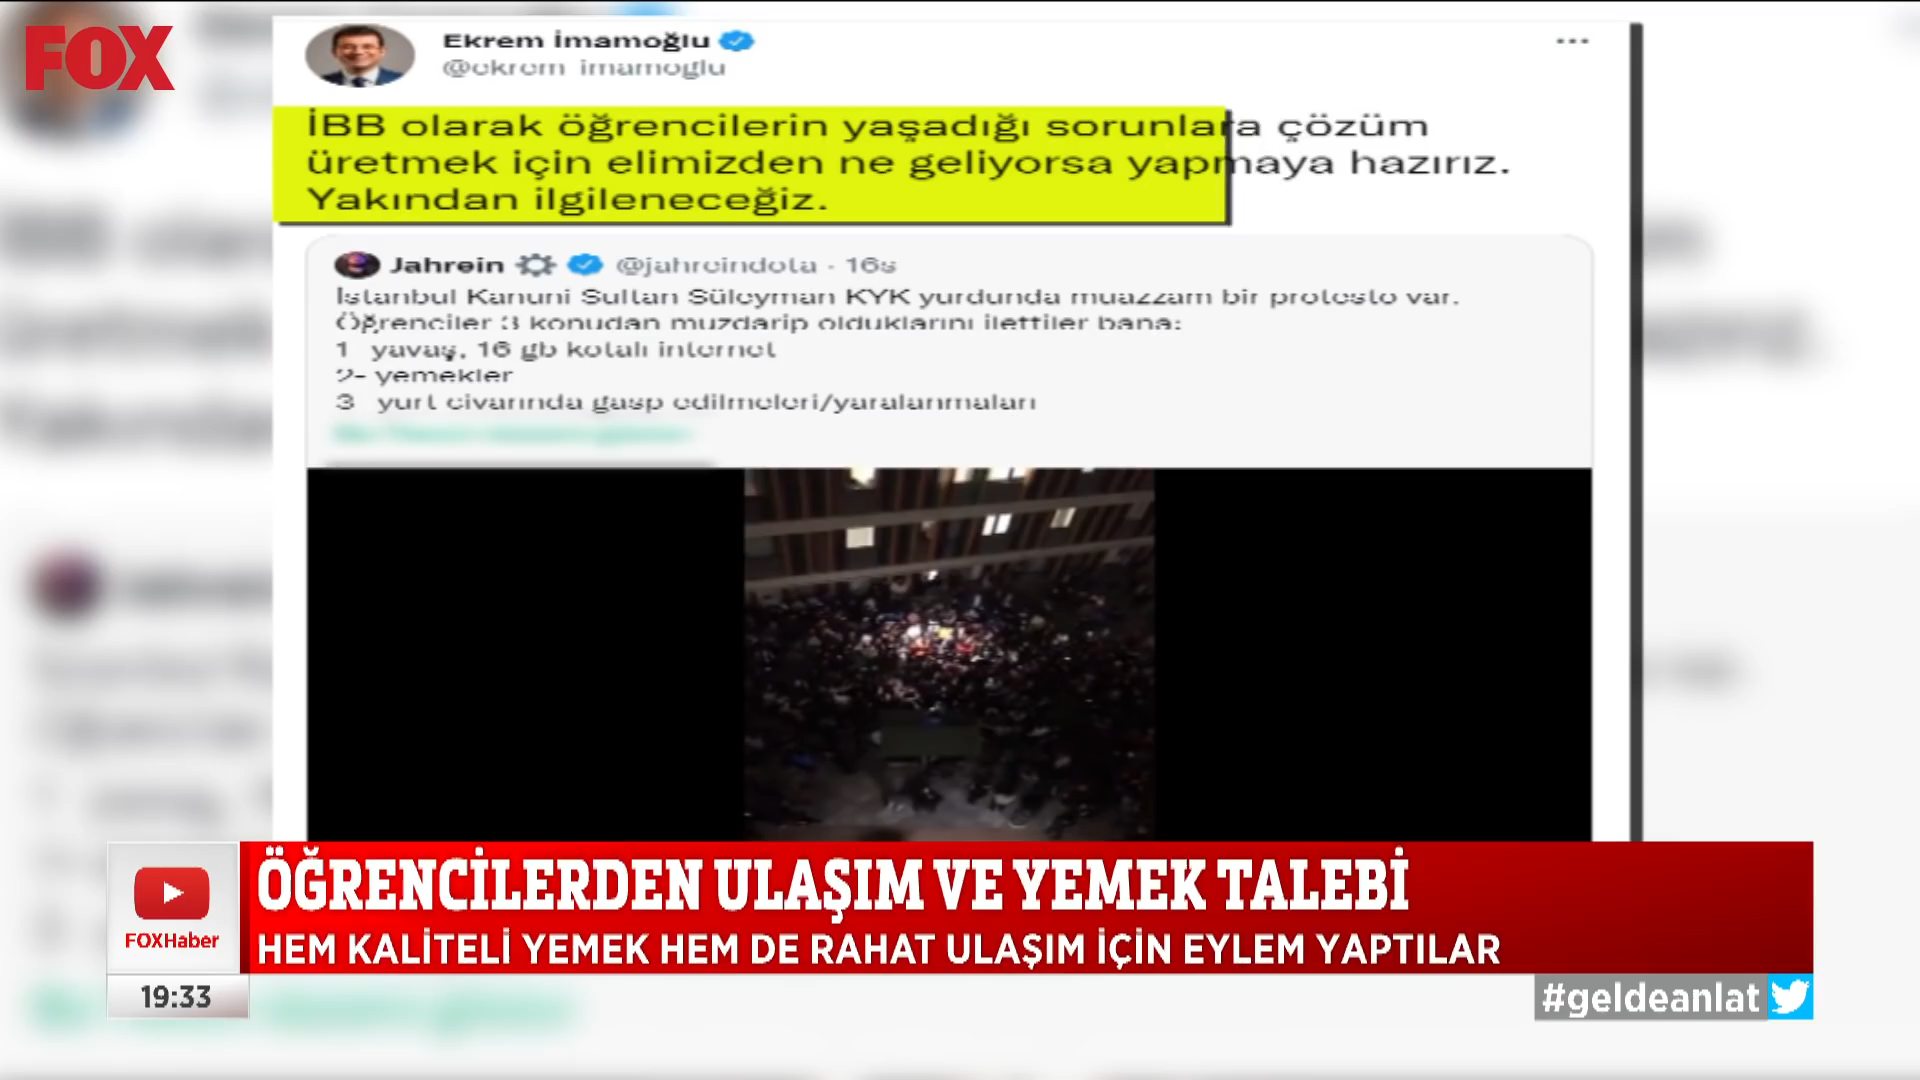 FOX
Ekrem İmamoğlu
@ekrem_imamoglu
İBB olarak öğrencilerin yaşadığı sorunlara çözüm
üretmek için elimizden ne geliyorsa yapmaya hazırız.
Yakından ilgileneceğiz.
Jahrein @jahreindota · 16s
İstanbul Kanuni Sultan Süleyman KYK yurdunda muazzam bir protesto var.
Öğrenciler 3 konudan muzdarip olduklarını ilettiler bana:
1- yavaş, 16 gb kotalı internet
2- yemekler
3- yurt civarında gasp edilmeleri/yaralanmaları
ÖĞRENCİLERDEN ULAŞIM VE YEMEK TALEBİ
HEM KALİTELİ YEMEK HEM DE RAHAT ULAŞIM İÇİN EYLEM YAPTILAR
FOXHaber
19:33
#geldeanlat